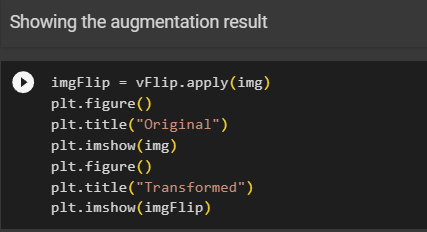 Showing the augmentation result
imgFlip = vFlip.apply(img)
plt.figure()
plt.title("Original")
plt.imshow(img)
plt.figure()
plt.title("Transformed")
plt.imshow(imgFlip)